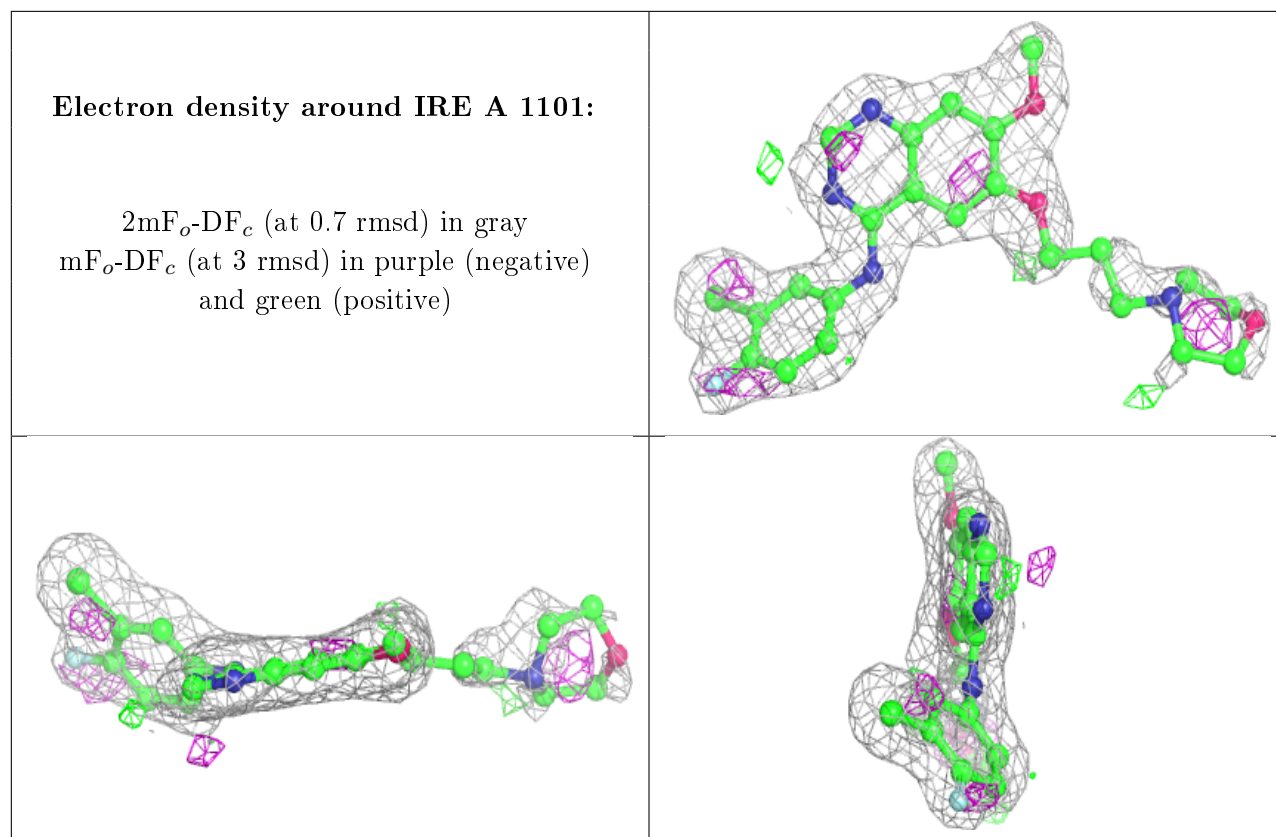 Electron density around IRE A 1101:
2mFₒ-DF𝒸 (at 0.7 rmsd) in gray
mFₒ-DF𝒸 (at 3 rmsd) in purple (negative)
and green (positive)